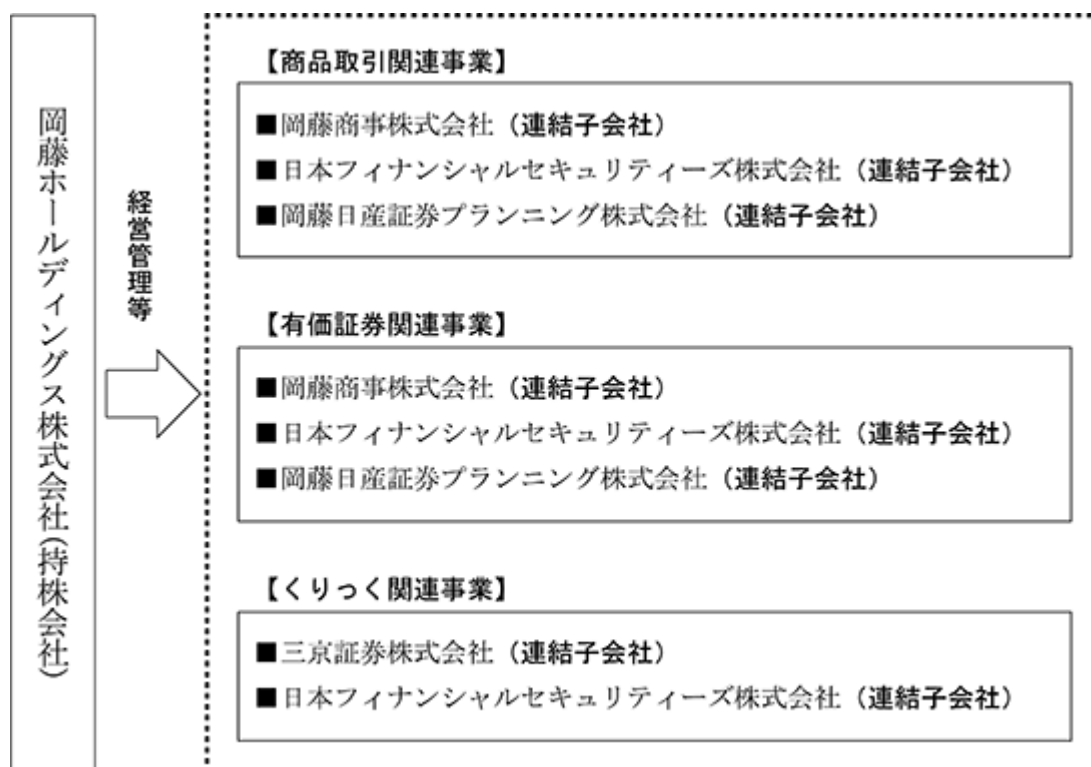 岡藤ホールディングス株式会社(持株会社)
経営管理等
【商品取引関連事業】
■岡藤商事株式会社(連結子会社)
■日本フィナンシャルセキュリティーズ株式会社(連結子会社)
■岡藤日産証券プランニング株式会社(連結子会社)
【有価証券関連事業】
■岡藤商事株式会社(連結子会社)
■日本フィナンシャルセキュリティーズ株式会社(連結子会社)
■岡藤日産証券プランニング株式会社(連結子会社)
【くりっく関連事業】
■三京証券株式会社(連結子会社)
■日本フィナンシャルセキュリティーズ株式会社(連結子会社)